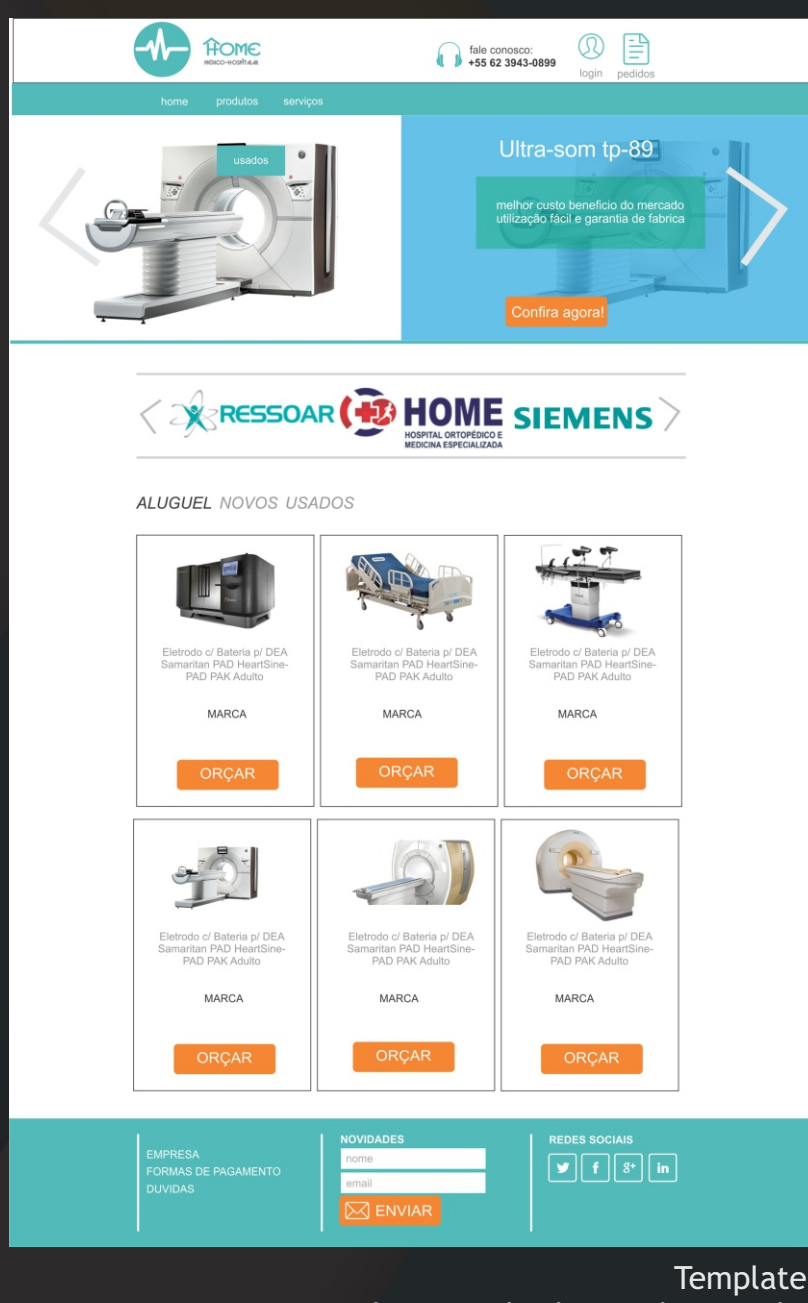 HOME
MÉDICO-HOSPITALAR
fale conosco:
+55 62 3943-0899
login
pedidos
home produtos serviços
usados
Ultra-som tp-89
melhor custo beneficio do mercado
utilização fácil e garantia de fabrica
Confira agora!
RESSOAR
HOME
HOSPITAL ORTOPÉDICO E
MEDICINA ESPECIALIZADA
SIEMENS
ALUGUEL NOVOS USADOS
Eletrodo c/ Bateria p/ DEA
Samaritan PAD HeartSine-
PAD PAK Adulto
MARCA
ORÇAR
Eletrodo c/ Bateria p/ DEA
Samaritan PAD HeartSine-
PAD PAK Adulto
MARCA
ORÇAR
Eletrodo c/ Bateria p/ DEA
Samaritan PAD HeartSine-
PAD PAK Adulto
MARCA
ORÇAR
Eletrodo c/ Bateria p/ DEA
Samaritan PAD HeartSine-
PAD PAK Adulto
MARCA
ORÇAR
Eletrodo c/ Bateria p/ DEA
Samaritan PAD HeartSine-
PAD PAK Adulto
MARCA
ORÇAR
Eletrodo c/ Bateria p/ DEA
Samaritan PAD HeartSine-
PAD PAK Adulto
MARCA
ORÇAR
EMPRESA
FORMAS DE PAGAMENTO
DUVIDAS
NOVIDADES
nome
email
ENVIAR
REDES SOCIAIS
f g+ in
Template